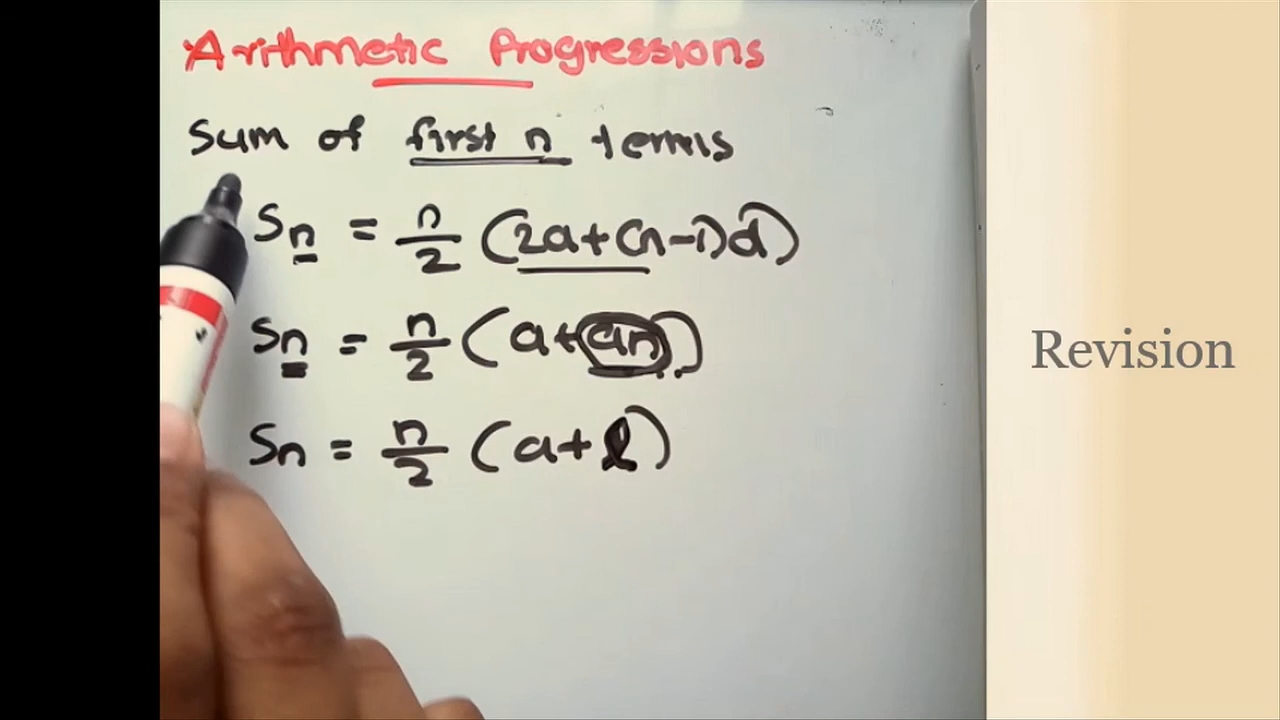 Arithmetic Progressions
Sum of first n terms
Sn = n/2 (2a+(n-1)d)
Sn = n/2 (a+an)
Sn = n/2 (a+l)
Revision